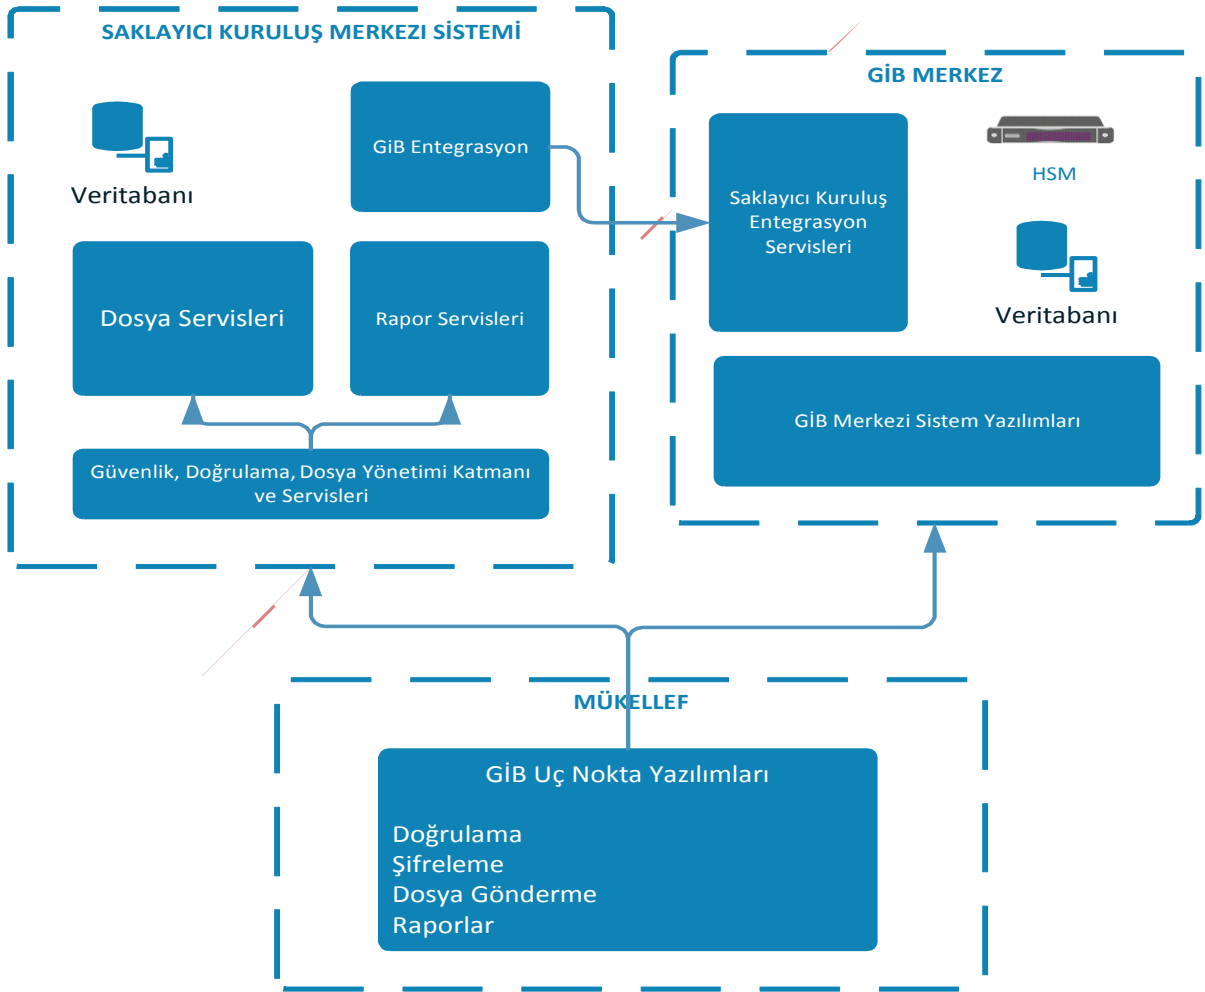 SAKLAYICI KURULUŞ MERKEZI SİSTEMİ
GiB Entegrasyon
Veritabanı
Dosya Servisleri
Rapor Servisleri
Güvenlik, Doğrulama, Dosya Yönetimi Katmanı
ve Servisleri
GİB MERKEZ
Saklayıcı Kuruluş
Entegrasyon
Servisleri
HSM
Veritabanı
GİB Merkezi Sistem Yazılımları
MÜKELLEF
GİB Uç Nokta Yazılımları
Doğrulama
Şifreleme
Dosya Gönderme
Raporlar